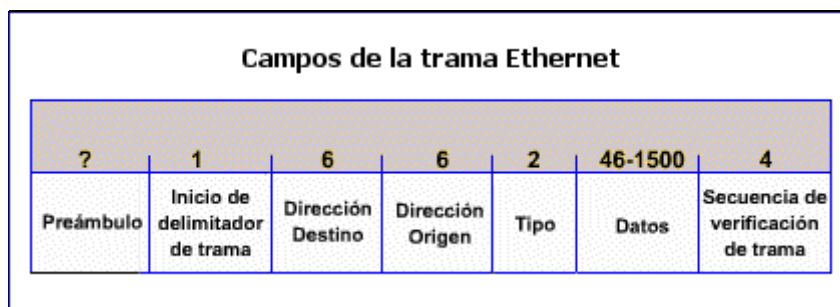 Campos de la trama Ethernet
? 1 6 6 2 46-1500 4
Preámbulo
Inicio de
delimitador
de trama
Dirección
Destino
Dirección
Origen
Tipo
Datos
Secuencia de
verificación
de trama